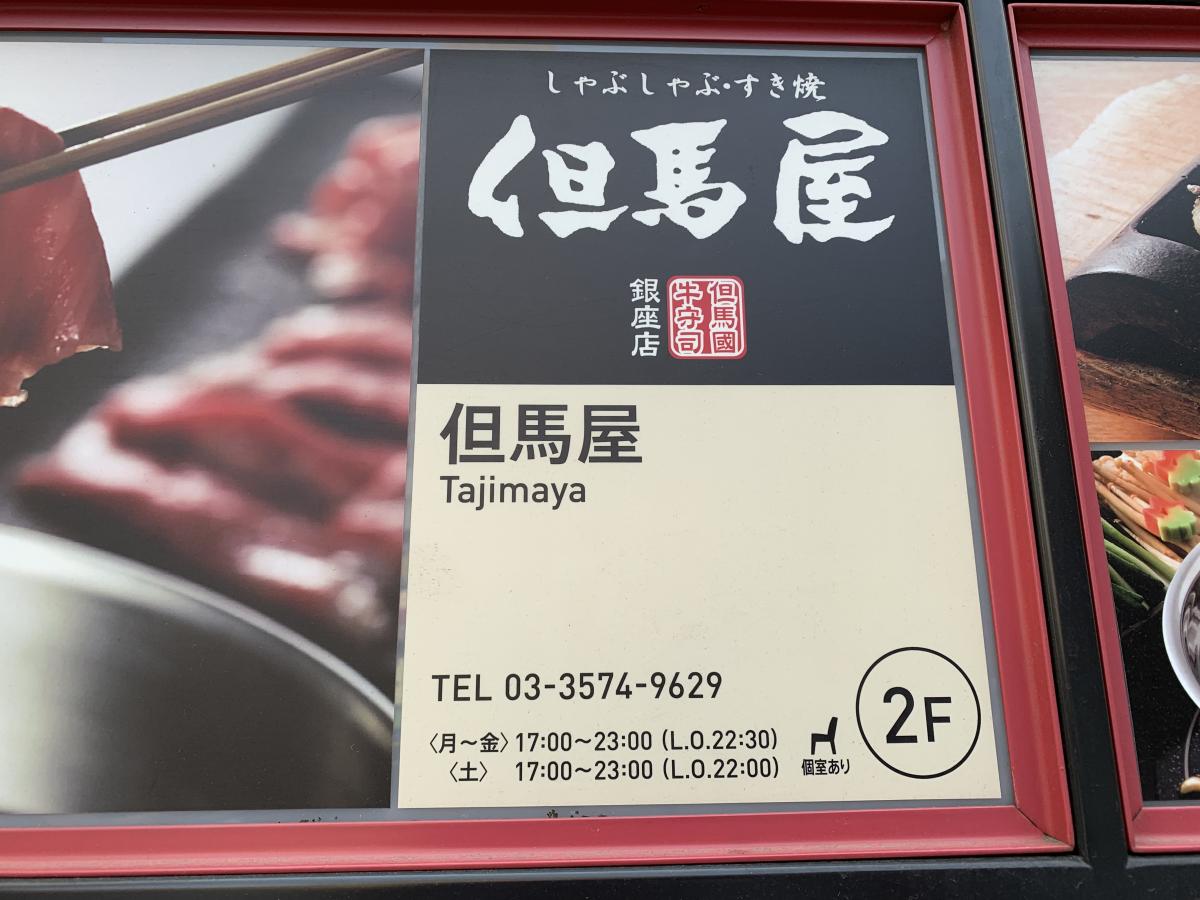 しゃぶしゃぶ・すき焼
但馬屋
銀座店
但馬國
牛守司
但馬屋
Tajimaya
TEL 03-3574-9629
〈月〜金〉17:00〜23:00 (L.O.22:30)
〈土〉 17:00〜23:00 (L.O.22:00)
個室あり
2F